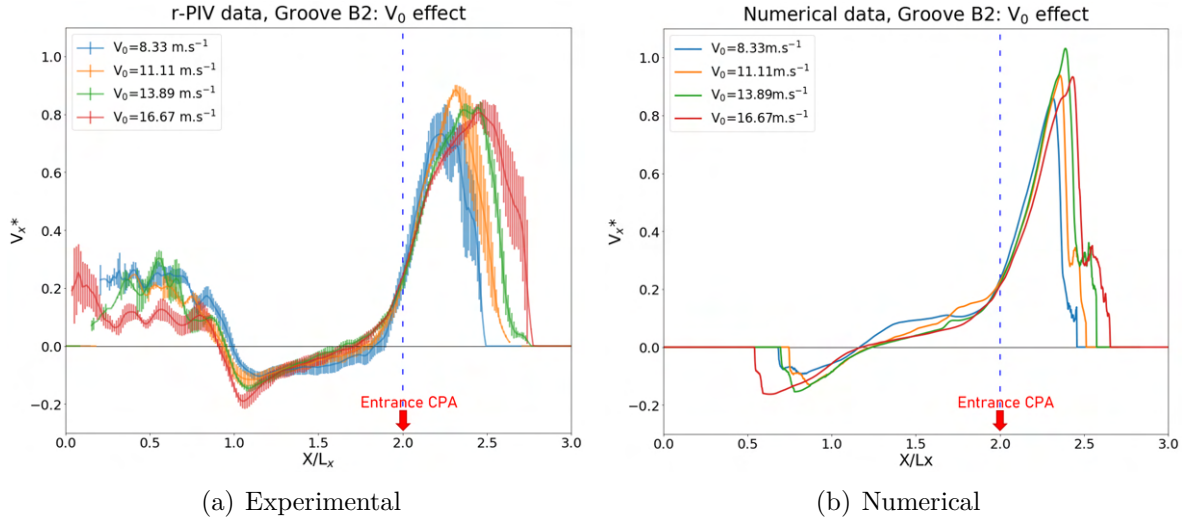 r-PIV data, Groove B2: V₀ effect
V₀=8.33 m.s⁻¹
V₀=11.11 m.s⁻¹
V₀=13.89 m.s⁻¹
V₀=16.67 m.s⁻¹
1.0
0.8
0.6
0.4
0.2
0.0
−0.2
Vₓ*
Entrance CPA
0.0 0.5 1.0 1.5 2.0 2.5 3.0
X/Lₓ
(a) Experimental
Numerical data, Groove B2: V₀ effect
V₀=8.33m.s⁻¹
V₀=11.11m.s⁻¹
V₀=13.89m.s⁻¹
V₀=16.67m.s⁻¹
1.0
0.8
0.6
0.4
0.2
0.0
−0.2
Vₓ*
Entrance CPA
0.0 0.5 1.0 1.5 2.0 2.5 3.0
X/Lx
(b) Numerical